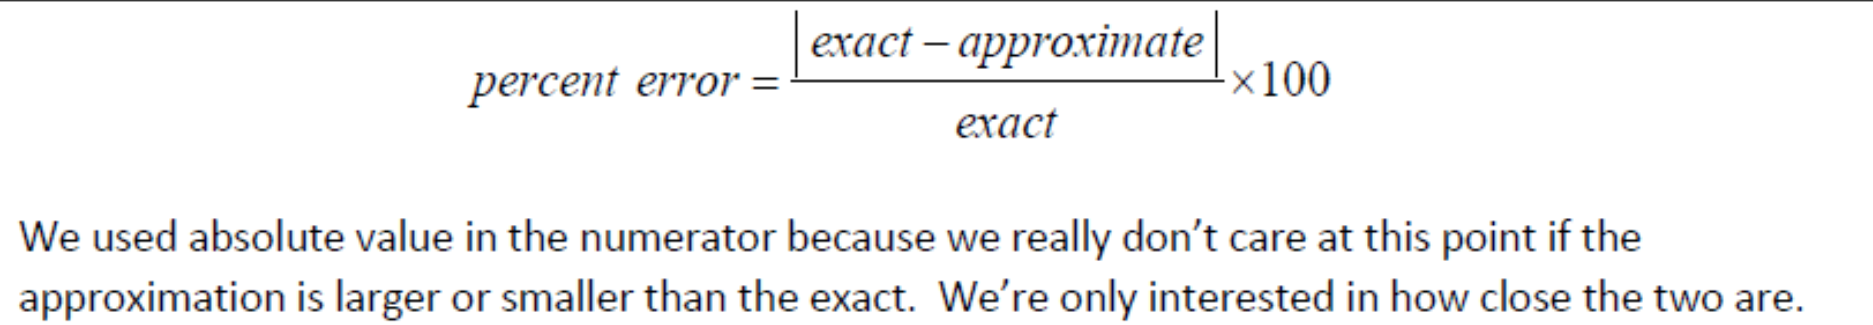 percent error = |exact – approximate| / exact ×100
We used absolute value in the numerator because we really don't care at this point if the
approximation is larger or smaller than the exact.  We're only interested in how close the two are.